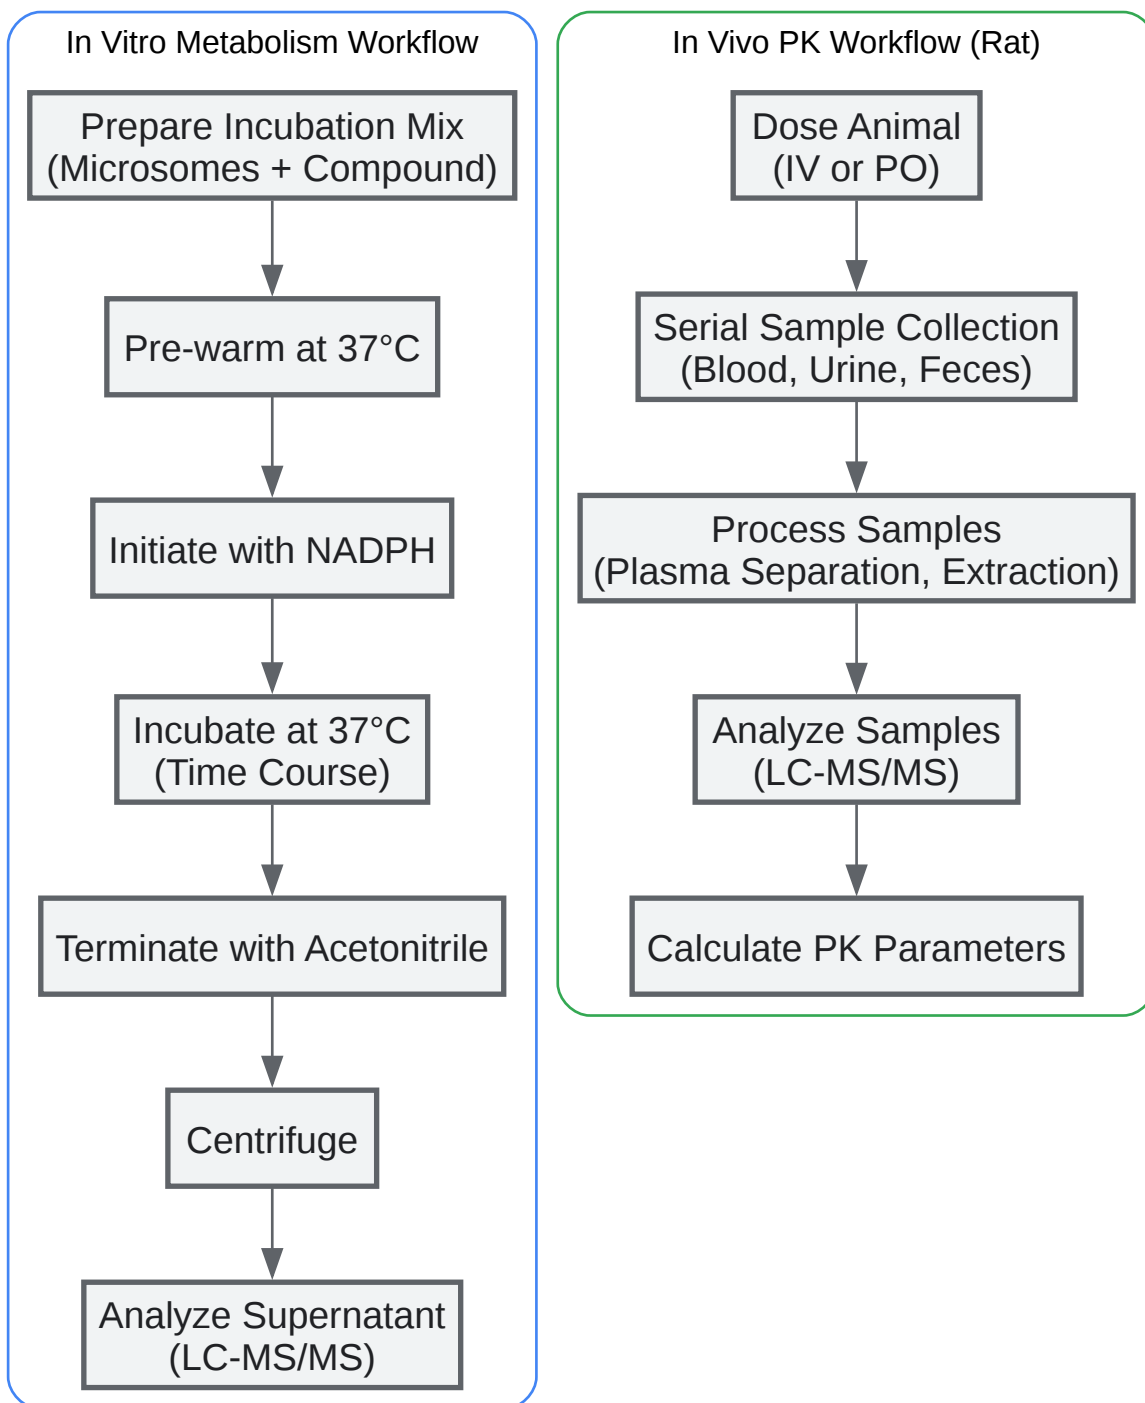 In Vitro Metabolism Workflow
Prepare Incubation Mix
(Microsomes + Compound)
Pre-warm at 37°C
Initiate with NADPH
Incubate at 37°C
(Time Course)
Terminate with Acetonitrile
Centrifuge
Analyze Supernatant
(LC-MS/MS)
In Vivo PK Workflow (Rat)
Dose Animal
(IV or PO)
Serial Sample Collection
(Blood, Urine, Feces)
Process Samples
(Plasma Separation, Extraction)
Analyze Samples
(LC-MS/MS)
Calculate PK Parameters